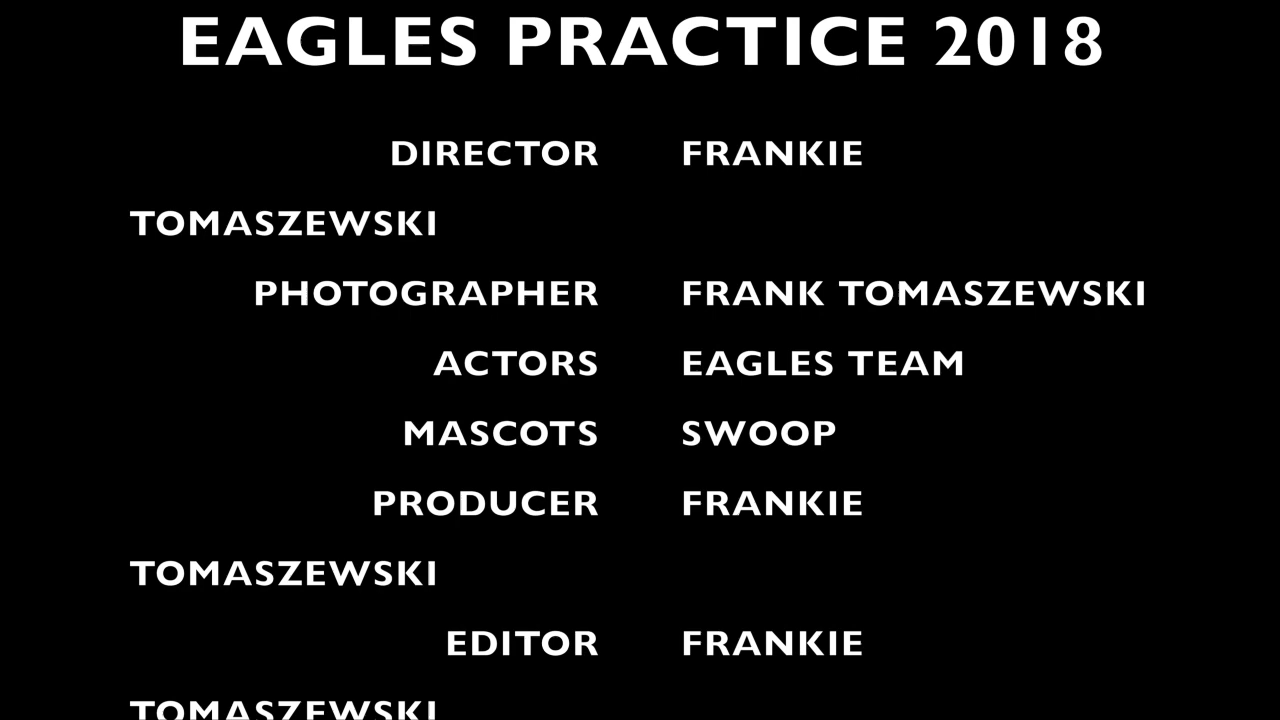 EAGLES PRACTICE 2018
DIRECTOR FRANKIE
TOMASZEWSKI
PHOTOGRAPHER FRANK TOMASZEWSKI
ACTORS EAGLES TEAM
MASCOTS SWOOP
PRODUCER FRANKIE
TOMASZEWSKI
EDITOR FRANKIE
TOMASZEWSKI